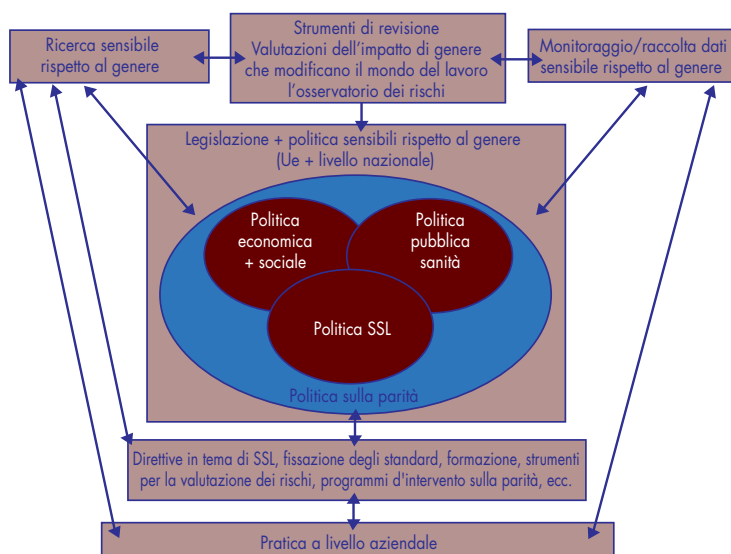 Ricerca sensibile
rispetto al genere
Strumenti di revisione
Valutazioni dell'impatto di genere
che modificano il mondo del lavoro
l'osservatorio dei rischi
Monitoraggio/raccolta dati
sensibile rispetto al genere
Legislazione + politica sensibili rispetto al genere
(Ue + livello nazionale)
Politica
economica
+ sociale
Politica
pubblica
sanità
Politica SSL
Politica sulla parità
Direttive in tema di SSL, fissazione degli standard, formazione, strumenti
per la valutazione dei rischi, programmi d'intervento sulla parità, ecc.
Pratica a livello aziendale